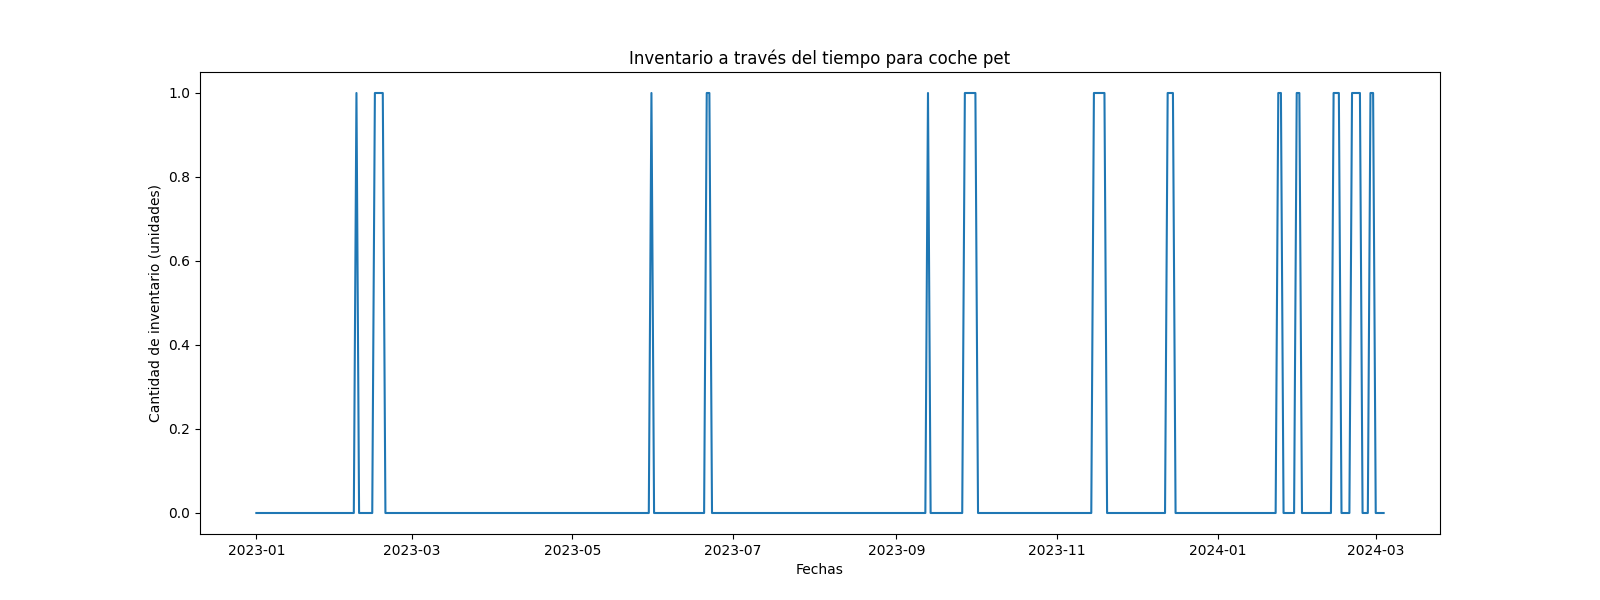 Inventario a través del tiempo para coche pet
Cantidad de inventario (unidades)
1.0
0.8
0.6
0.4
0.2
0.0
2023-01 2023-03 2023-05 2023-07 2023-09 2023-11 2024-01 2024-03
Fechas